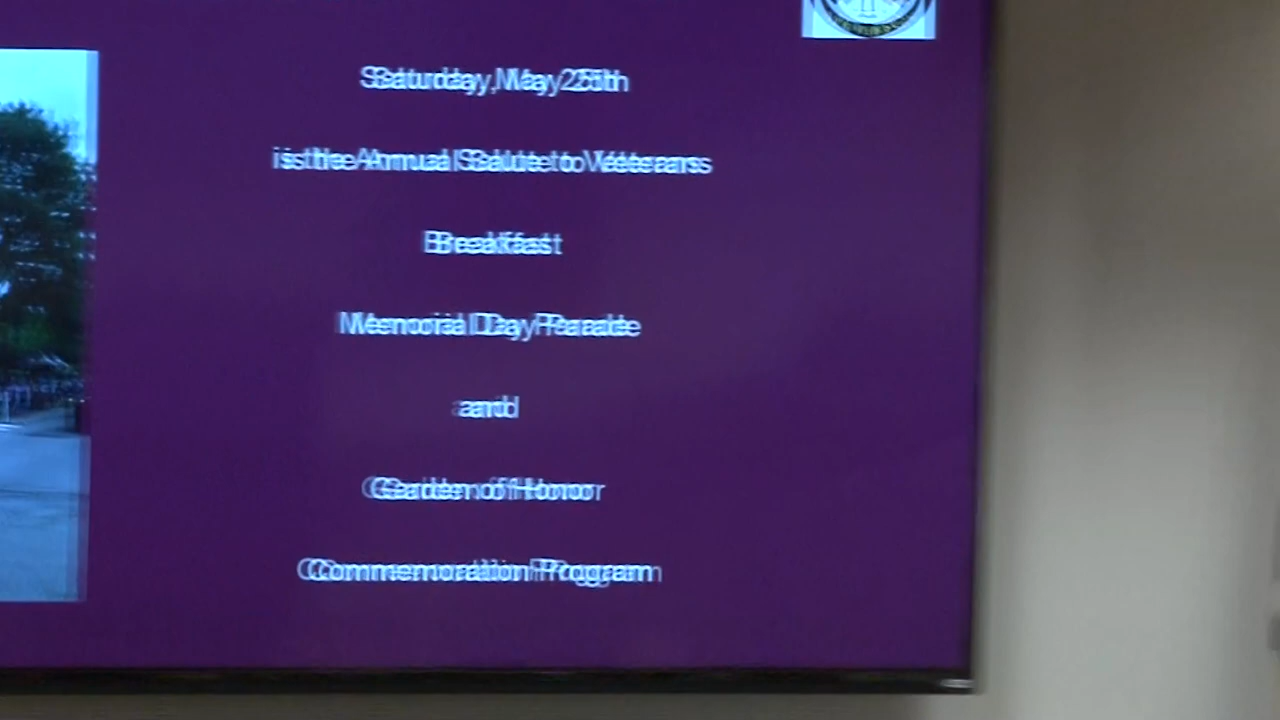 Saturday, May 25th
is the Annual Salute to Veterans
Breakfast
Memorial Day Parade
and
Garden of Honor
Commemoration Program